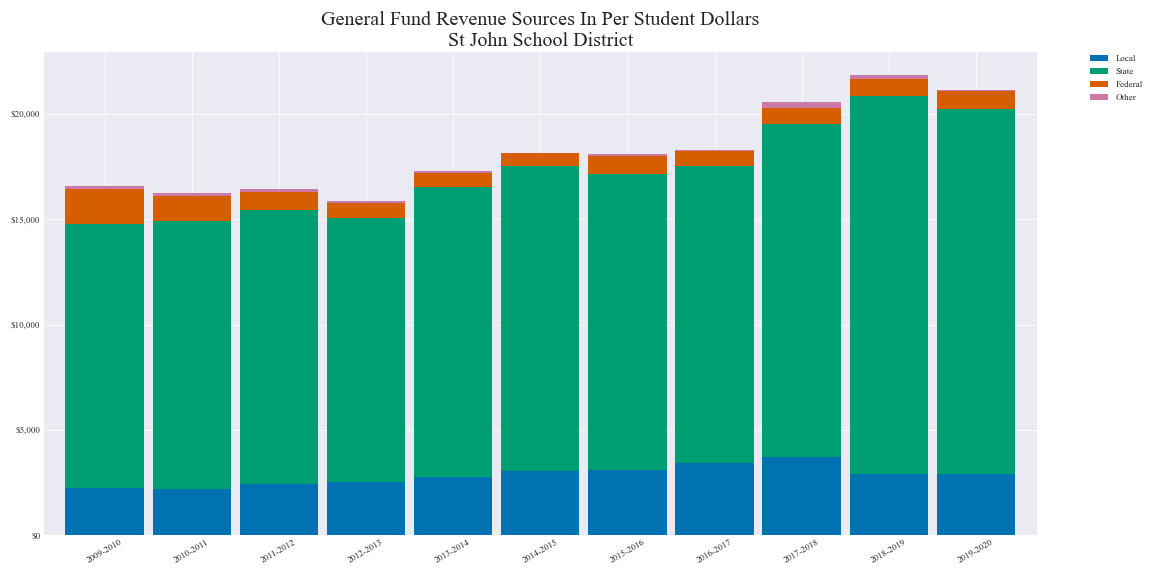 General Fund Revenue Sources In Per Student Dollars
St John School District
Local
State
Federal
Other
$20,000
$15,000
$10,000
$5,000
$0
2009-2010
2010-2011
2011-2012
2012-2013
2013-2014
2014-2015
2015-2016
2016-2017
2017-2018
2018-2019
2019-2020